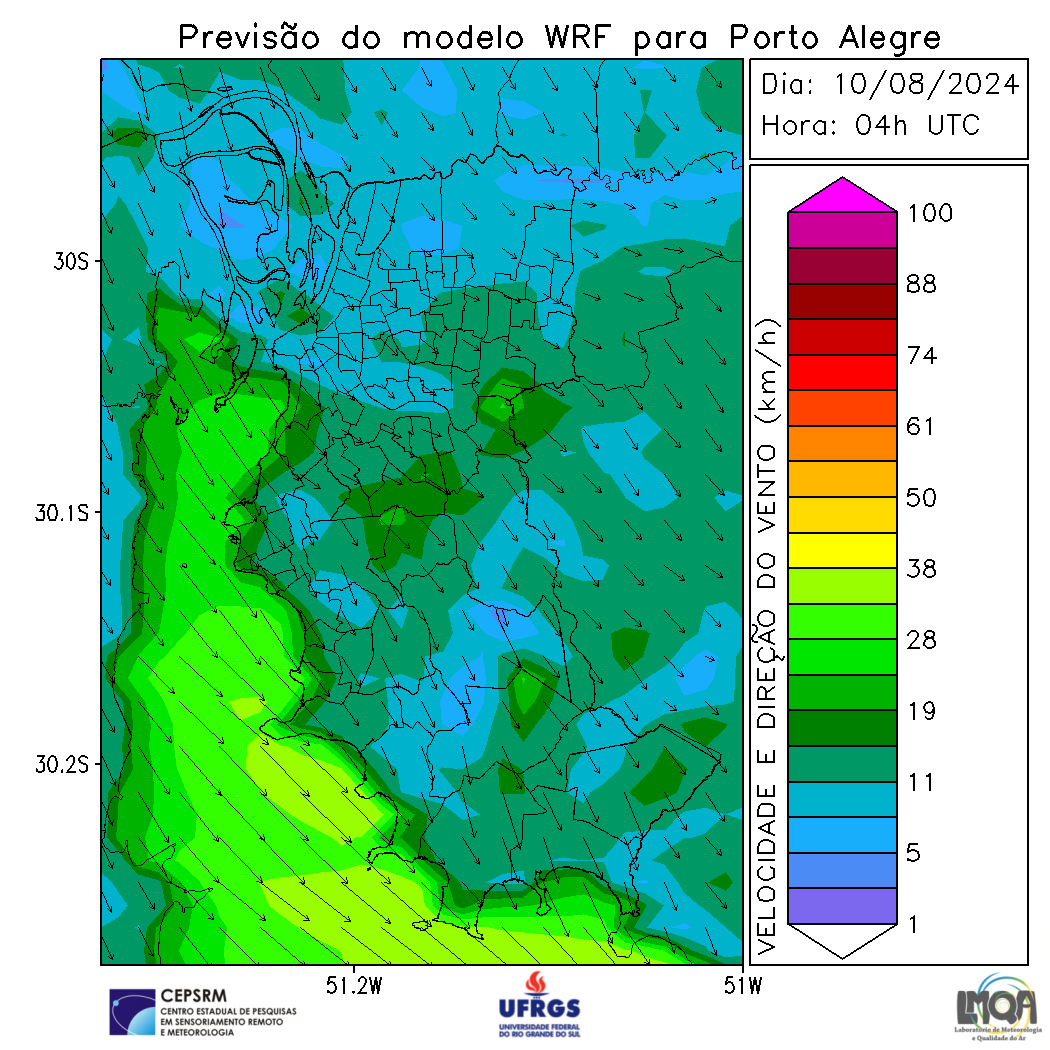 Previsão do modelo WRF para Porto Alegre
Dia: 10/08/2024
Hora: 04h UTC
30S
30.1S
30.2S
51.2W
51W
VELOCIDADE E DIREÇÃO DO VENTO (km/h)
100
88
74
61
50
38
28
19
11
5
1
CEPSRM
CENTRO ESTADUAL DE PESQUISAS
EM SENSORIAMENTO REMOTO
E METEOROLOGIA
UFRGS
UNIVERSIDADE FEDERAL
DO RIO GRANDE DO SUL
LMQA
Laboratório de Meteorologia
e Qualidade do Ar